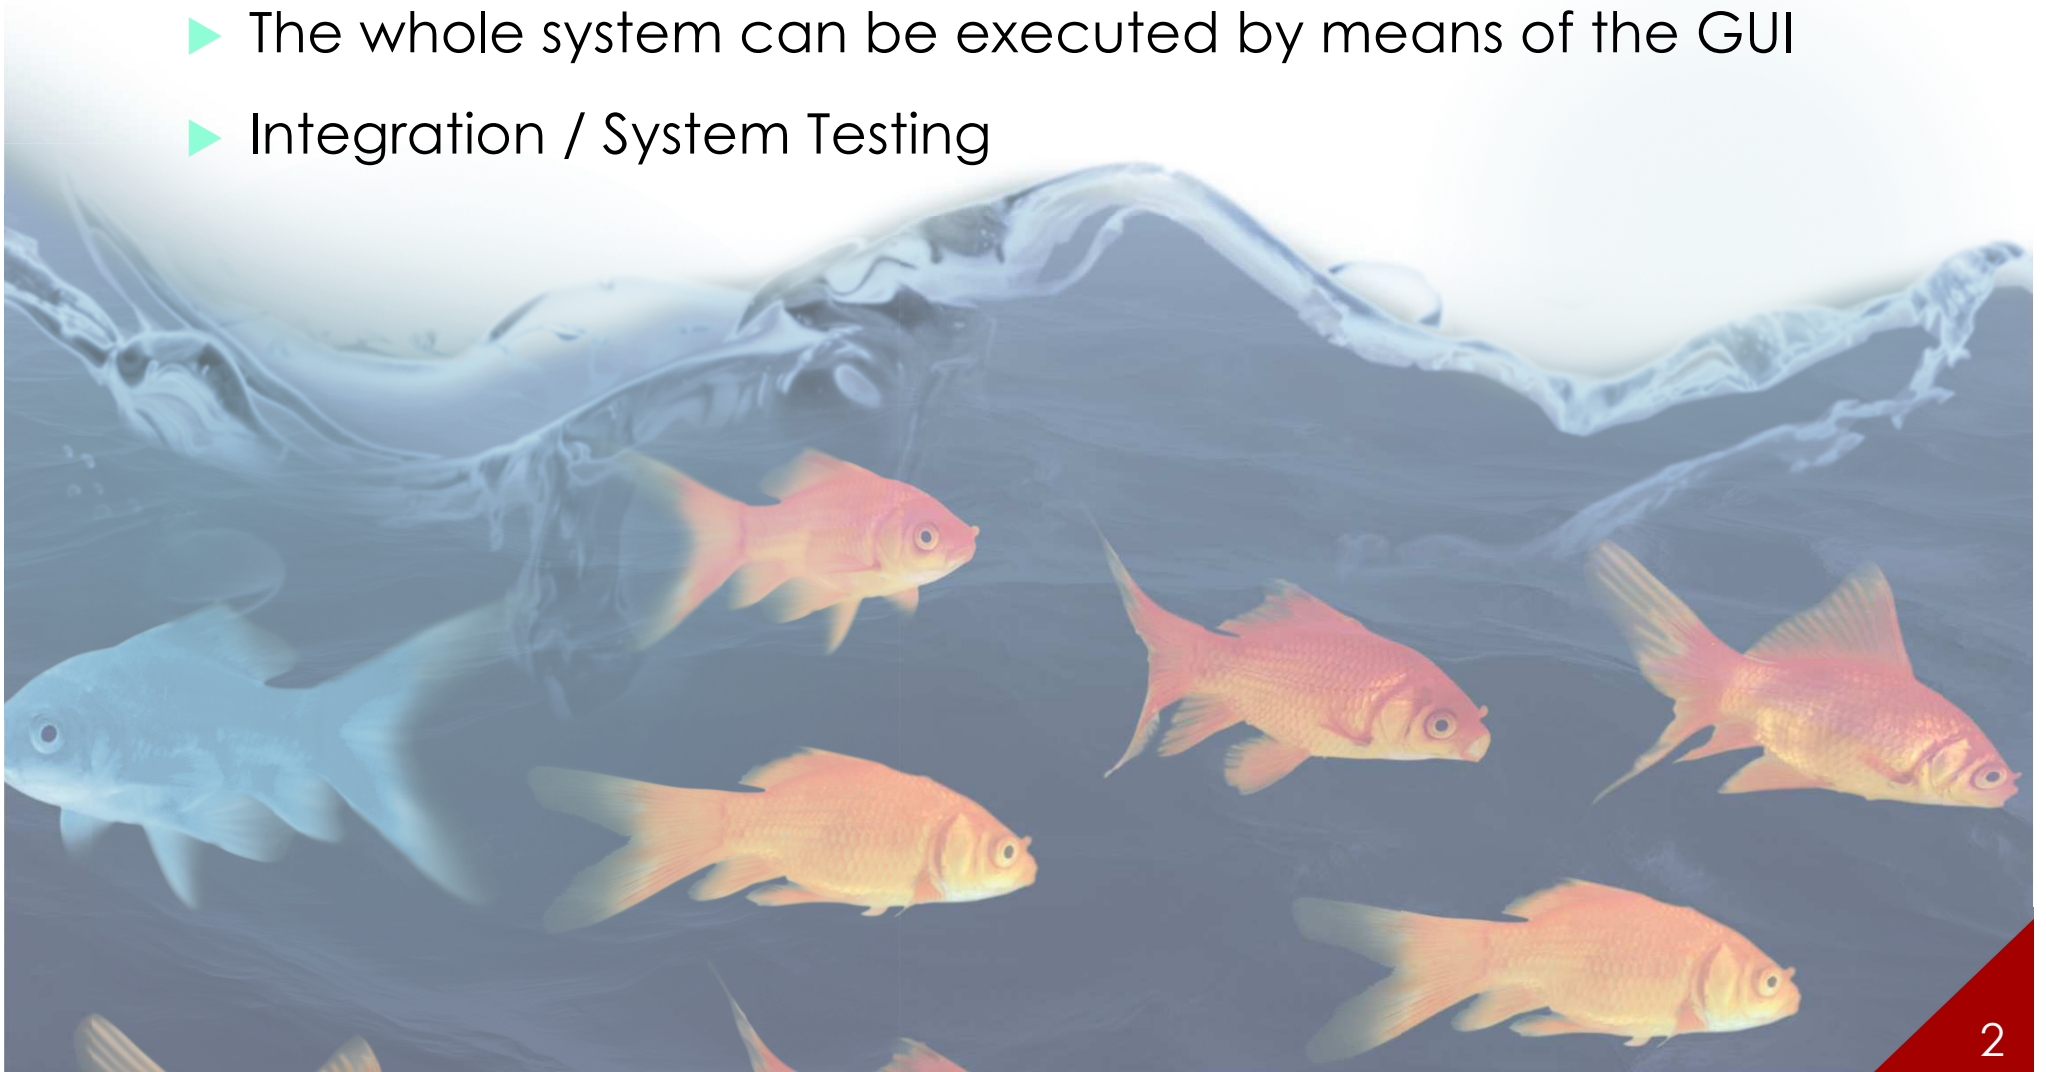 The whole system can be executed by means of the GUI
Integration / System Testing
2